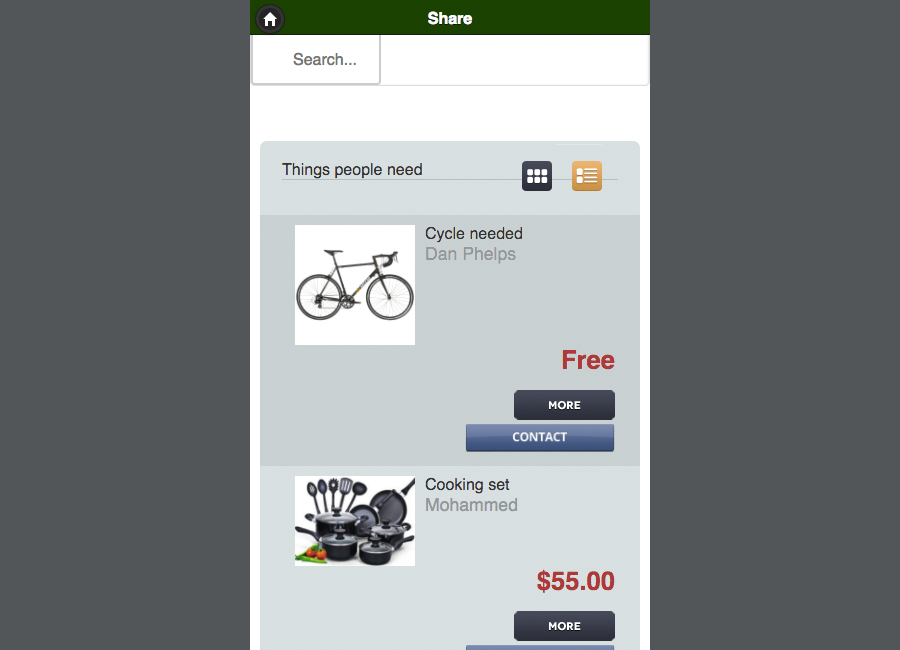 Share
Search...
Things people need
Cycle needed
Dan Phelps
Free
MORE
CONTACT
Cooking set
Mohammed
$55.00
MORE